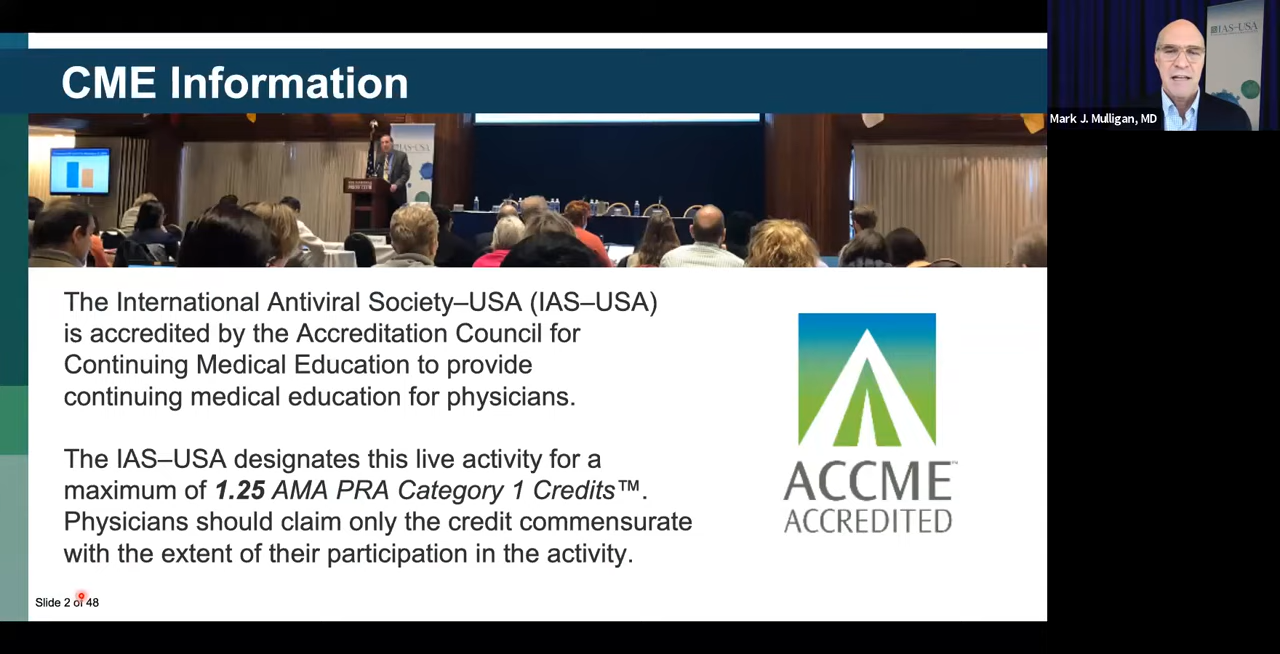 CME Information
IAS–USA
Mark J. Mulligan, MD
IAS–USA
The International Antiviral Society–USA (IAS–USA)
is accredited by the Accreditation Council for
Continuing Medical Education to provide
continuing medical education for physicians.
The IAS–USA designates this live activity for a
maximum of 1.25 AMA PRA Category 1 Credits™.
Physicians should claim only the credit commensurate
with the extent of their participation in the activity.
ACCME™
ACCREDITED
Slide 2 of 48